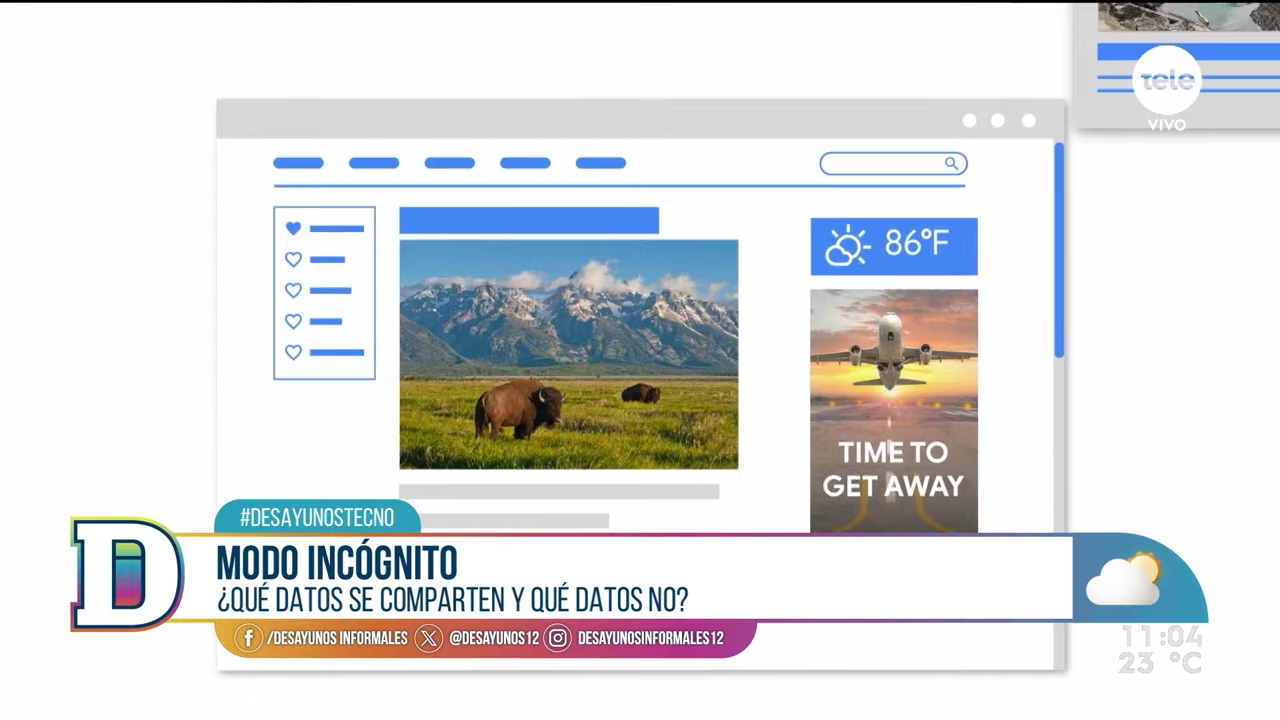 tele
VIVO
86°F
TIME TO
GET AWAY
#DESAYUNOSTECNO
D
MODO INCÓGNITO
¿QUÉ DATOS SE COMPARTEN Y QUÉ DATOS NO?
/DESAYUNOS INFORMALES @DESAYUNOS12 DESAYUNOSINFORMALES12
11:04
23 °C